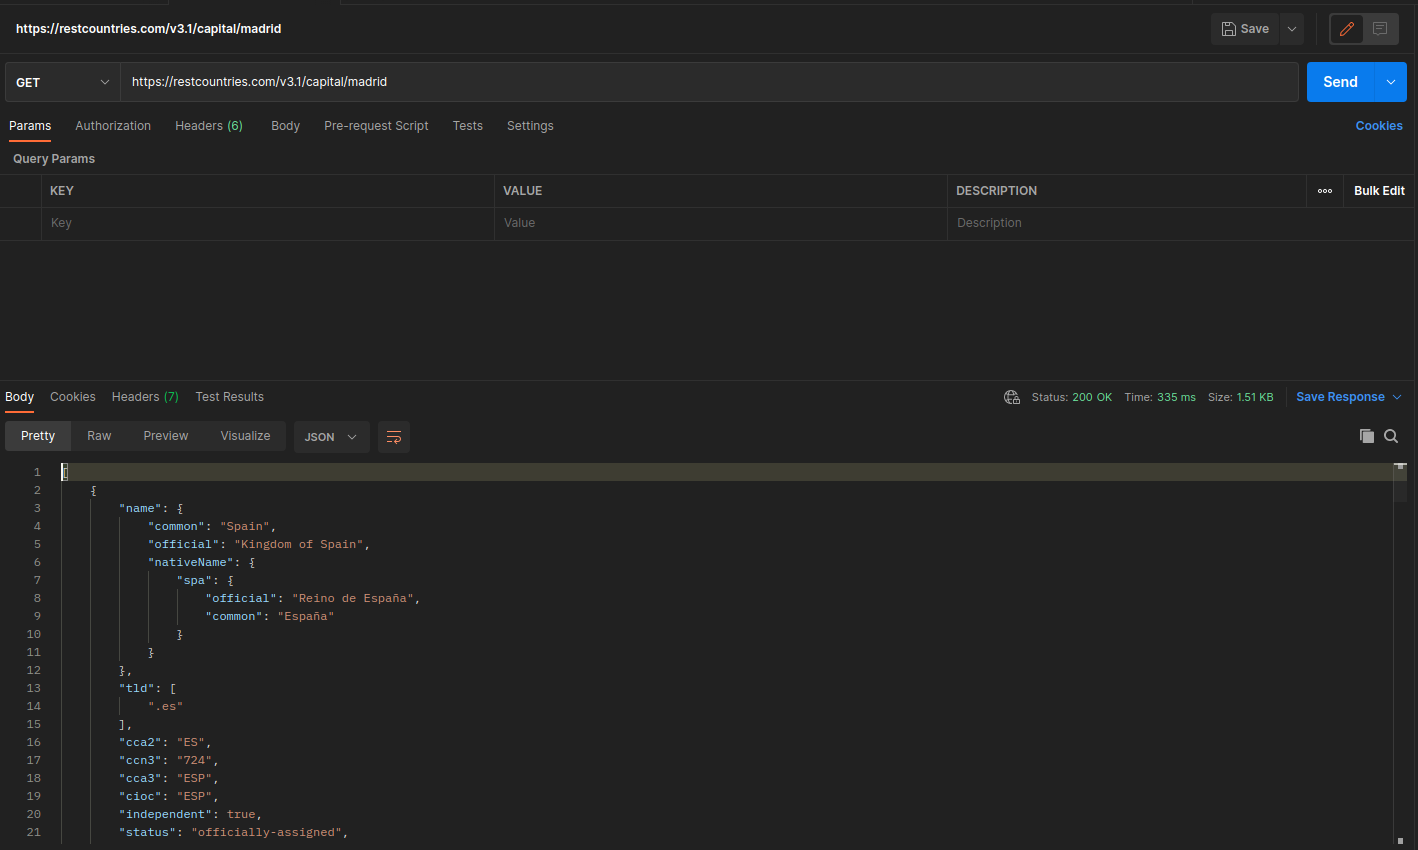 https://restcountries.com/v3.1/capital/madrid Save
GET https://restcountries.com/v3.1/capital/madrid Send
Params Authorization Headers (6) Body Pre-request Script Tests Settings Cookies
Query Params
KEY VALUE DESCRIPTION ooo Bulk Edit
Key Value Description
Body Cookies Headers (7) Test Results Status: 200 OK Time: 335 ms Size: 1.51 KB Save Response
Pretty Raw Preview Visualize JSON
1 [
2 {
3 "name": {
4 "common": "Spain",
5 "official": "Kingdom of Spain",
6 "nativeName": {
7 "spa": {
8 "official": "Reino de España",
9 "common": "España"
10 }
11 }
12 },
13 "tld": [
14 ".es"
15 ],
16 "cca2": "ES",
17 "ccn3": "724",
18 "cca3": "ESP",
19 "cioc": "ESP",
20 "independent": true,
21 "status": "officially-assigned",